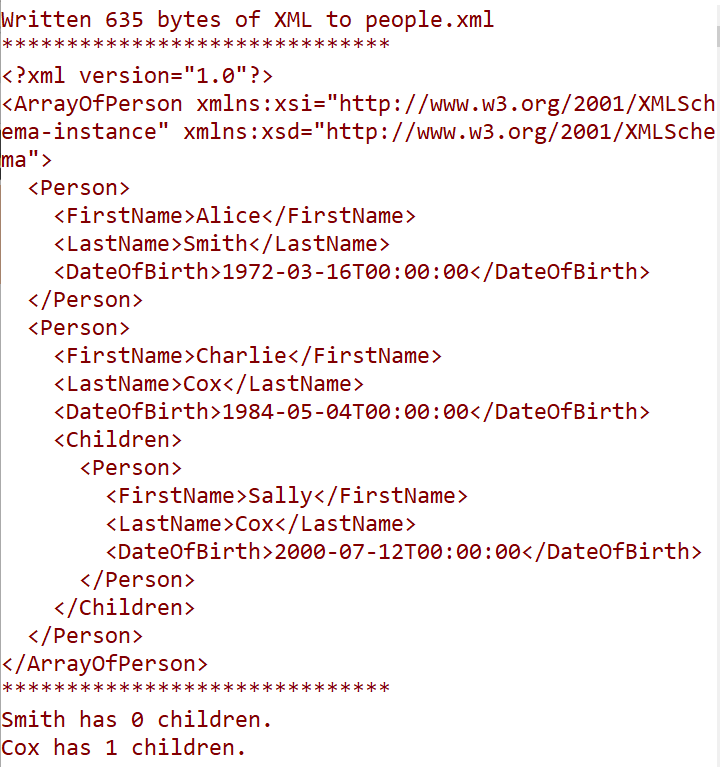 Written 635 bytes of XML to people.xml
******************************
<?xml version="1.0"?>
<ArrayOfPerson xmlns:xsi="http://www.w3.org/2001/XMLSch
ema-instance" xmlns:xsd="http://www.w3.org/2001/XMLSche
ma">
  <Person>
    <FirstName>Alice</FirstName>
    <LastName>Smith</LastName>
    <DateOfBirth>1972-03-16T00:00:00</DateOfBirth>
  </Person>
  <Person>
    <FirstName>Charlie</FirstName>
    <LastName>Cox</LastName>
    <DateOfBirth>1984-05-04T00:00:00</DateOfBirth>
    <Children>
      <Person>
        <FirstName>Sally</FirstName>
        <LastName>Cox</LastName>
        <DateOfBirth>2000-07-12T00:00:00</DateOfBirth>
      </Person>
    </Children>
  </Person>
</ArrayOfPerson>
******************************
Smith has 0 children.
Cox has 1 children.